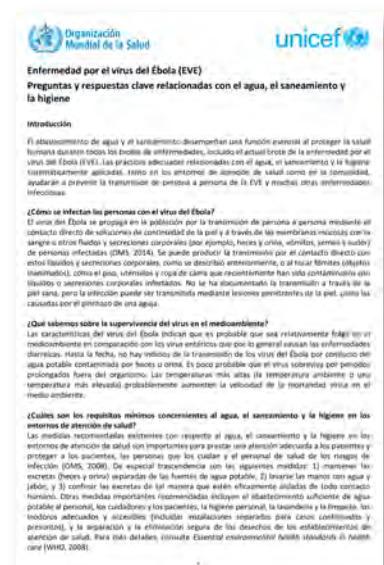 Organización
Mundial de la Salud
unicef
Enfermedad por el virus del Ébola (EVE)
Preguntas y respuestas clave relacionadas con el agua, el saneamiento y
la higiene
Introducción
El abastecimiento de agua y el saneamiento desempeñan una función esencial al proteger la salud
humana durante todos los brotes de enfermedades, incluido el actual brote de la enfermedad por el
virus del Ébola (EVE). Las prácticas adecuadas relacionadas con el agua, el saneamiento y la higiene
sistemáticamente aplicadas, tanto en los entornos de atención de salud como en la comunidad,
ayudarán a prevenir la transmisión de persona a persona de la EVE y muchas otras enfermedades
infecciosas.
¿Cómo se infectan las personas con el virus del Ébola?
El virus del Ébola se propaga en la población por la transmisión de persona a persona mediante el
contacto directo de soluciones de continuidad de la piel y a través de las membranas mucosas con la
sangre u otros fluidos y secreciones corporales (por ejemplo, heces y orina, vómitos, semen y sudor)
de personas infectadas (OMS, 2014). Se puede producir la transmisión por el contacto directo con
estos líquidos y secreciones corporales, como se describió anteriormente, o al tocar fómites (objetos
inanimados), como el piso, utensilios y ropa de cama que recientemente han sido contaminados con
líquidos o secreciones corporales infectados. No se ha documentado la transmisión a través de la
piel sana, pero la infección puede ser transmitida mediante lesiones penetrantes de la piel, como las
causadas por el pinchazo de una aguja.
¿Qué sabemos sobre la supervivencia del virus en el medioambiente?
Las características del virus del Ébola indican que es probable que sea relativamente frágil en el
medioambiente en comparación con los virus entéricos que por lo general causan las enfermedades
diarreicas. Hasta la fecha, no hay indicios de la transmisión de los virus del Ébola por conducto del
agua potable contaminada por heces u orina. Es poco probable que el virus sobreviva por períodos
prolongados fuera del organismo. Las temperaturas más altas (la temperatura ambiente o una
temperatura más elevada) probablemente aumenten la velocidad de la mortandad vírica en el
medio ambiente.
¿Cuáles son los requisitos mínimos concernientes al agua, el saneamiento y la higiene en los
entornos de atención de salud?
Las medidas recomendadas existentes con respecto al agua, el saneamiento y la higiene en los
entornos de atención de salud son importantes para prestar una atención adecuada a los pacientes y
proteger a los pacientes, las personas que los cuidan y el personal de salud de los riesgos de
infección (OMS, 2008). De especial trascendencia son las siguientes medidas: 1) mantener las
excretas (heces y orina) separadas de las fuentes de agua potable, 2) lavarse las manos con agua y
jabón, y 3) confinar las excretas de tal manera que estén eficazmente aisladas de todo contacto
humano. Otras medidas importantes recomendadas incluyen el abastecimiento suficiente de agua
potable al personal, los cuidadores y los pacientes, la higiene personal, la lavandería y la limpieza; los
inodoros adecuados y accesibles (incluidas instalaciones separadas para casos confirmados y
presuntos), y la separación y la eliminación segura de los desechos de los establecimientos de
atención de salud. Para más detalles, consulte Essential environmental health standards in health
care (WHO, 2008).